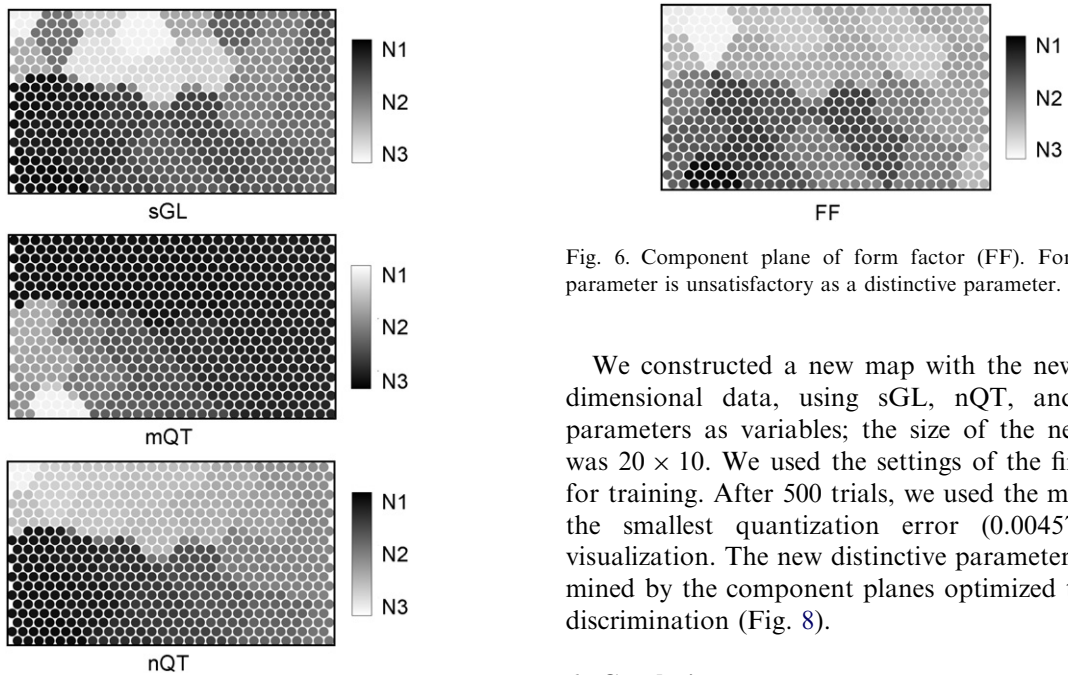 N1
N2
N3
sGL
N1
N2
N3
mQT
N1
N2
N3
nQT
N1
N2
N3
FF
Fig. 6. Component plane of form factor (FF). For
parameter is unsatisfactory as a distinctive parameter.
We constructed a new map with the new
dimensional data, using sGL, nQT, and
parameters as variables; the size of the ne
was 20 × 10. We used the settings of the fi
for training. After 500 trials, we used the m
the smallest quantization error (0.0045
visualization. The new distinctive parameter
mined by the component planes optimized
discrimination (Fig. 8).